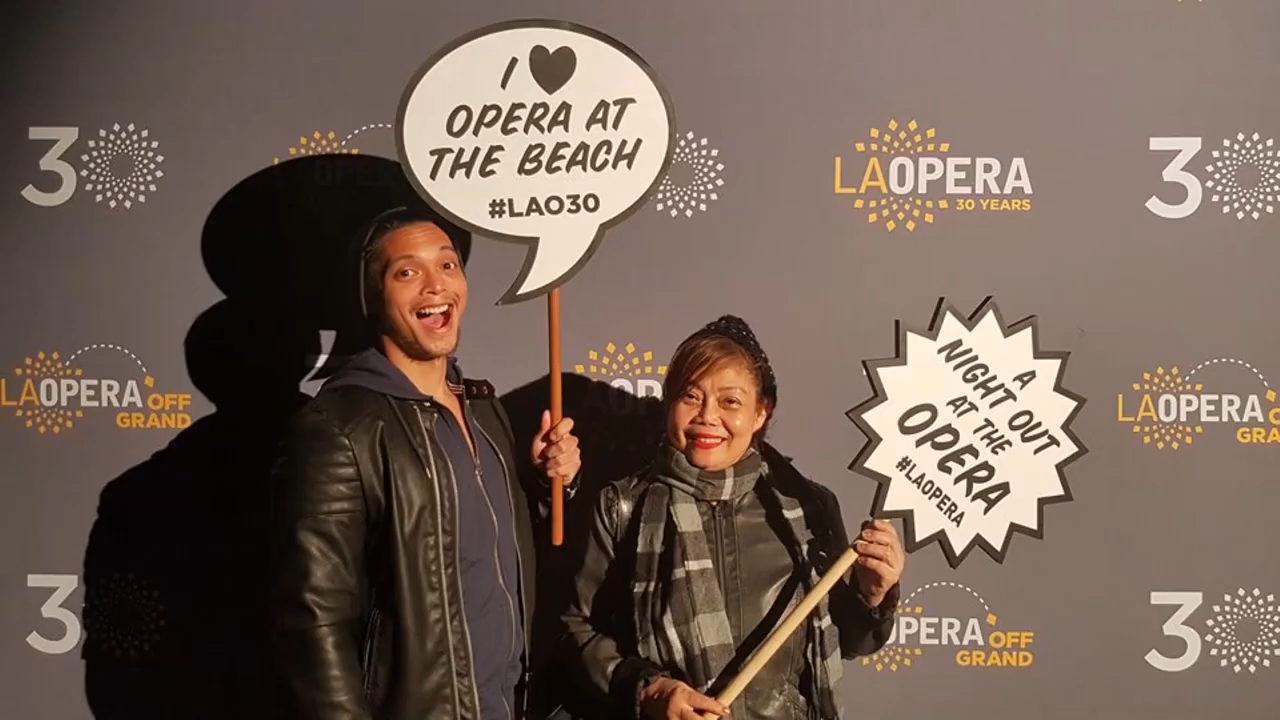 I ♥
OPERA AT
THE BEACH
#LAO30
30
LAOPERA
30 YEARS
30
A
NIGHT OUT
AT THE
OPERA
#LAOPERA
LAOPERA
OFF
GRAND
OP
LAOPERA
30
OPERA OFF
GRAND
30